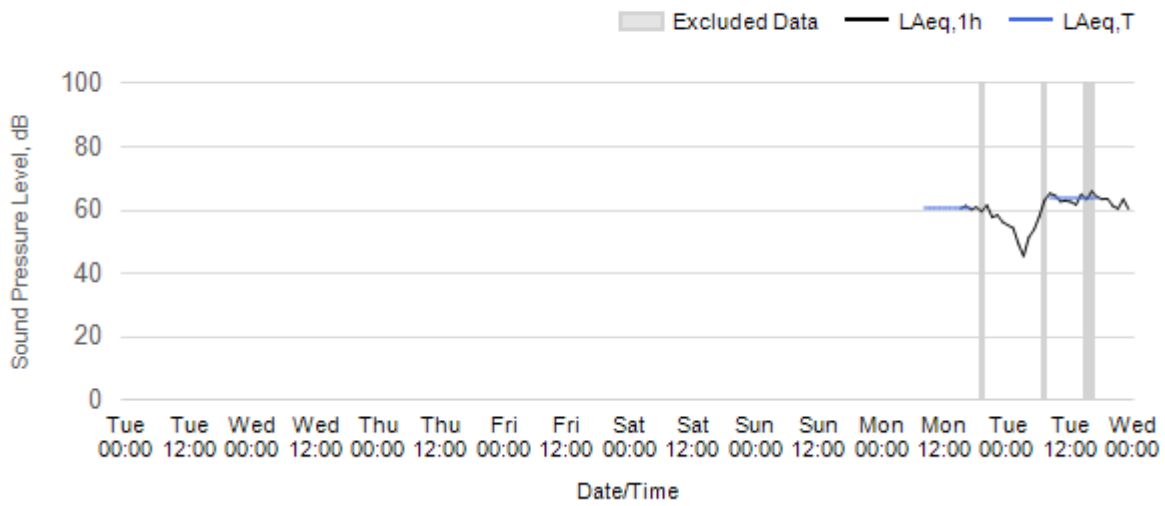 Excluded Data LAeq,1h LAeq,T
Sound Pressure Level, dB
100
80
60
40
20
0
Tue Tue Wed Wed Thu Thu Fri Fri Sat Sat Sun Sun Mon Mon Tue Tue Wed
00:00 12:00 00:00 12:00 00:00 12:00 00:00 12:00 00:00 12:00 00:00 12:00 00:00 12:00 00:00 12:00 00:00
Date/Time